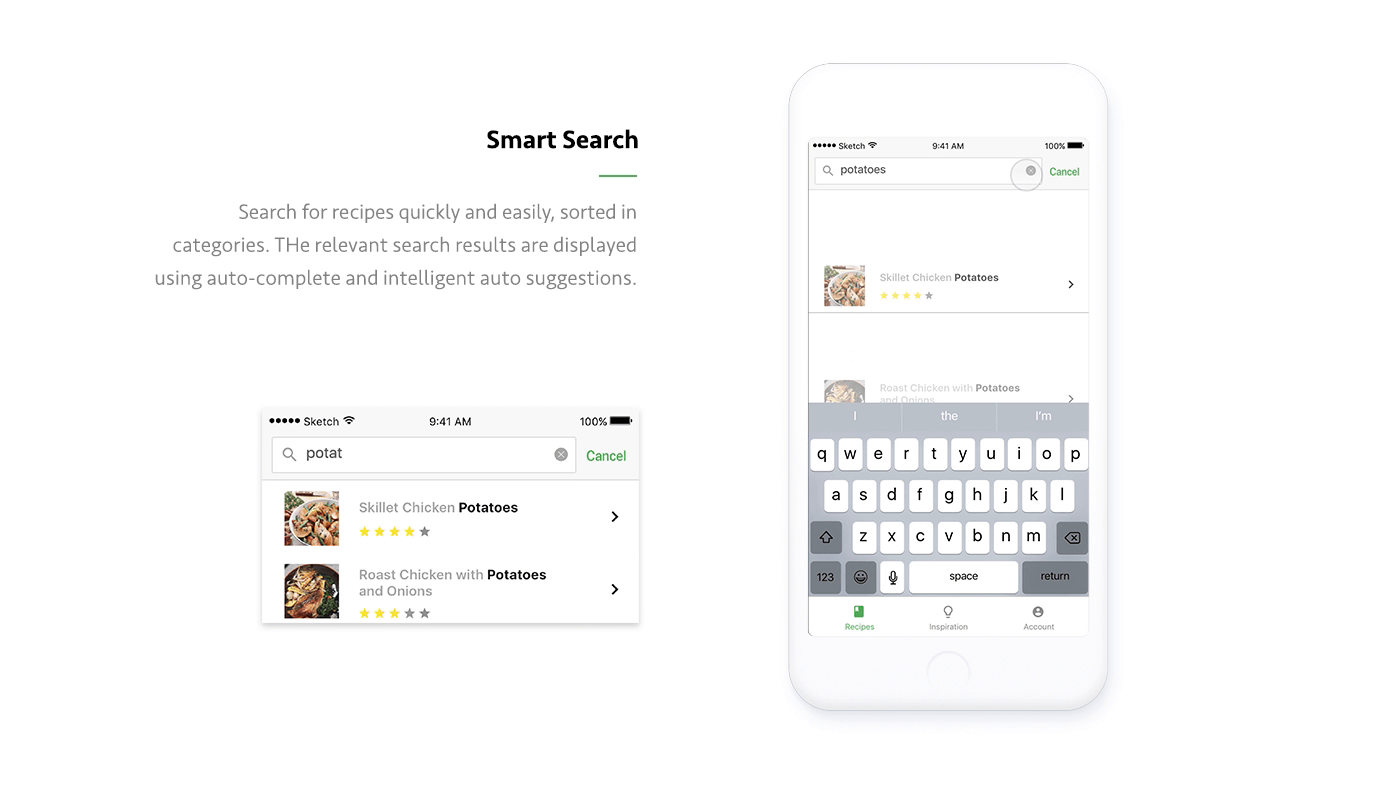 Smart Search
Search for recipes quickly and easily, sorted in
categories. THe relevant search results are displayed
using auto-complete and intelligent auto suggestions.
Sketch 9:41 AM 100%
potat Cancel
Skillet Chicken Potatoes
Roast Chicken with Potatoes
and Onions
Sketch 9:41 AM 100%
potatoes Cancel
Skillet Chicken Potatoes
Roast Chicken with Potatoes
and Onions
I the I'm
q w e r t y u i o p
a s d f g h j k l
z x c v b n m
123 space return
Recipes Inspiration Account